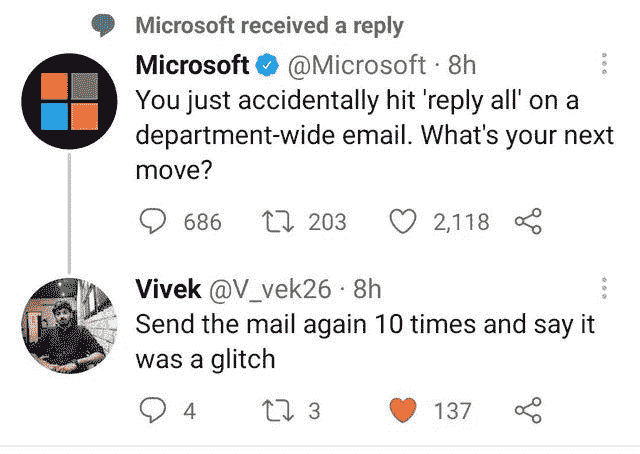 Microsoft received a reply
Microsoft @Microsoft · 8h
You just accidentally hit 'reply all' on a
department-wide email. What's your next
move?
686 203 2,118
Vivek @V_vek26 · 8h
Send the mail again 10 times and say it
was a glitch
4 3 137